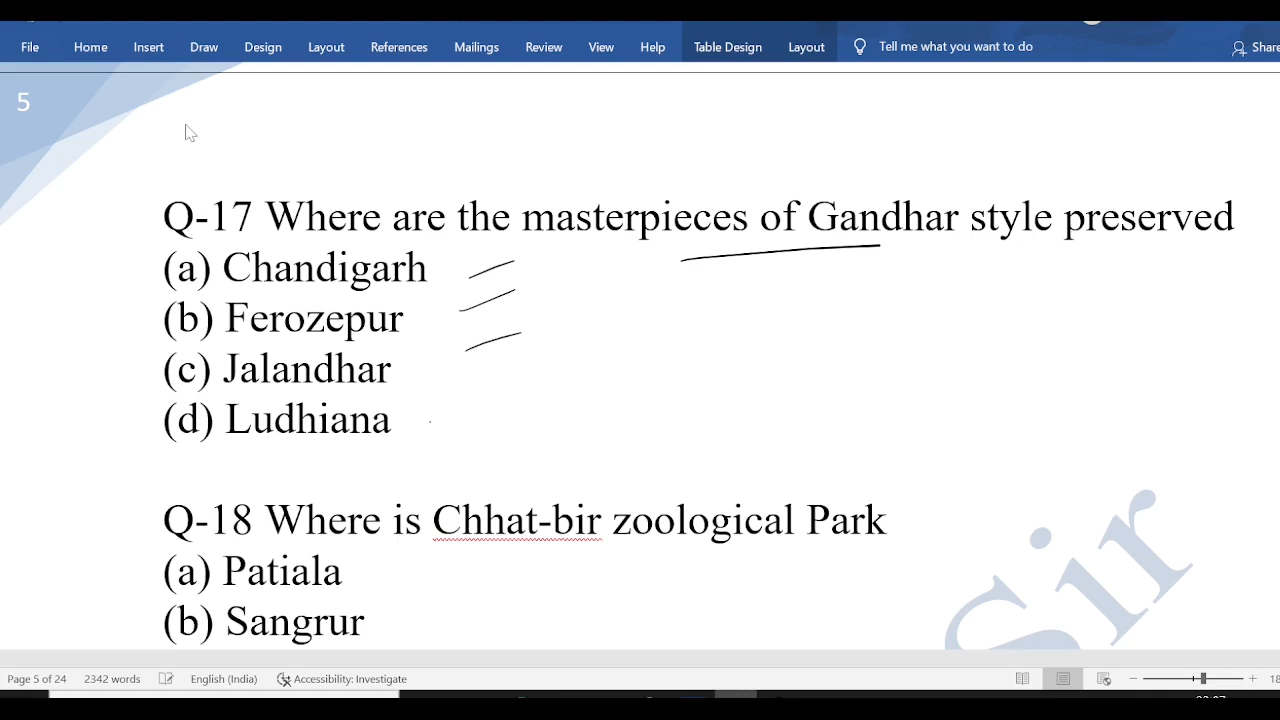 File Home Insert Draw Design Layout References Mailings Review View Help Table Design Layout Tell me what you want to do Share
5
Q-17 Where are the masterpieces of Gandhar style preserved
(a) Chandigarh
(b) Ferozepur
(c) Jalandhar
(d) Ludhiana
Q-18 Where is Chhat-bir zoological Park
(a) Patiala
(b) Sangrur
Sir
Page 5 of 24 2342 words English (India) Accessibility: Investigate